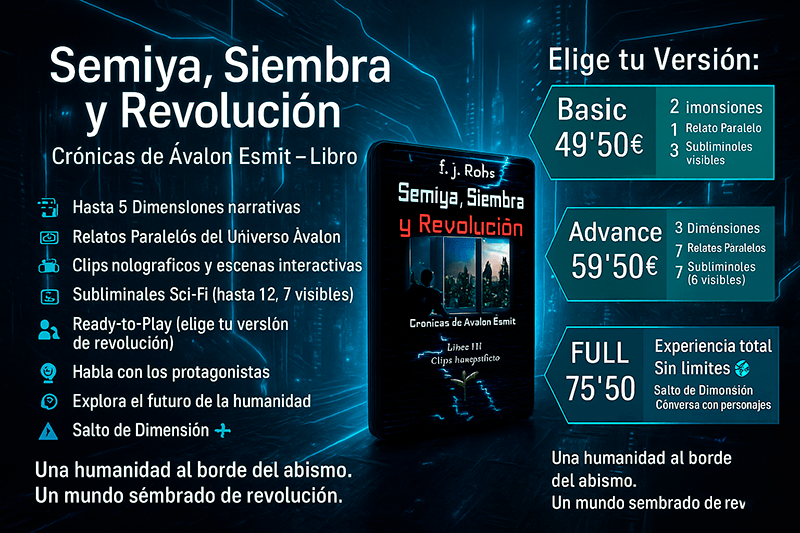 Semiya, Siembra
y Revolución
Crónicas de Ávalon Esmit – Libro
Hasta 5 Dimensiones narrativas
Relatos Paralelós del Universo Avalon
Clips nolograficos y escenas interactivas
Subliminales Sci-Fi (hasta 12, 7 visibles)
Ready-to-Play (elige tu versión
de revolución)
Habla con los protagonistas
Explora el futuro de la humanidad
Salto de Dimensión
Una humanidad al borde del abismo.
Un mundo sémbrado de revolución.
f. j. Rohs
Semiya, Siembra
y Revolución
Crónicas de Avalon Esmit
Libec III
Clips
Elige tu Versión:
Basic
49'50€
2 imonsiones
1 Relato Paralelo
3 Subliminoles
visibles
Advance
59'50€
3 Diménsiones
7 Relates Paralelos
7 Subliminoles
(6 visibles)
FULL
75'50
Experiencia total
Sin limites
Salto de Dimonsión
Cónversa con personajes
Una humanidad al borde
del abismo.
Un mundo sembrado de rev